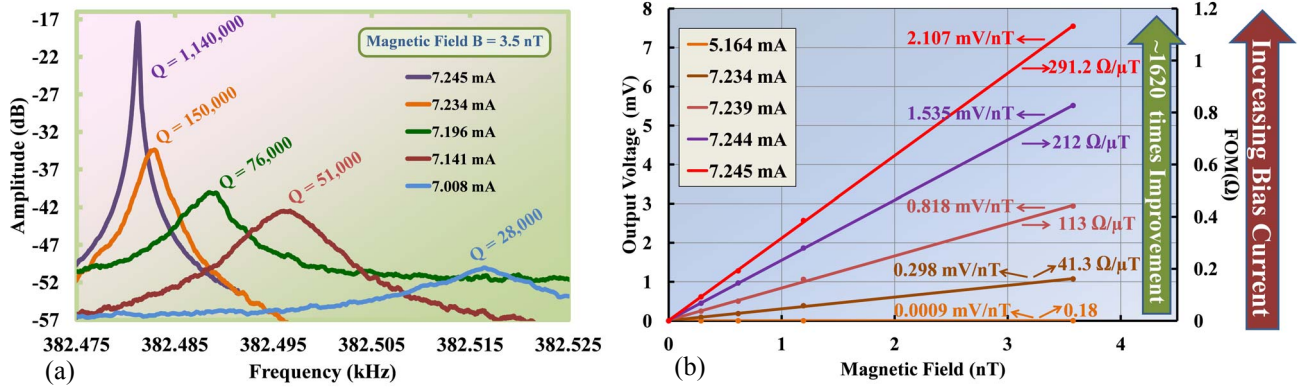 -17
-22
-27
-32
-37
-42
-47
-52
-57
Amplitude (dB)
Q = 1,140,000
Q = 150,000
Q = 76,000
Q = 51,000
Q = 28,000
Magnetic Field B = 3.5 nT
7.245 mA
7.234 mA
7.196 mA
7.141 mA
7.008 mA
382.475 382.485 382.495 382.505 382.515 382.525
Frequency (kHz)
(a)
8
7
6
5
4
3
2
1
0
Output Voltage (mV)
5.164 mA
7.234 mA
7.239 mA
7.244 mA
7.245 mA
2.107 mV/nT
291.2 Ω/μT
1.535 mV/nT
212 Ω/μT
0.818 mV/nT
113 Ω/μT
0.298 mV/nT
41.3 Ω/μT
0.0009 mV/nT
0.18
0 1 2 3 4
Magnetic Field (nT)
(b)
~1620 times Improvement
1.2
1
0.8
0.6
0.4
0.2
0
FOM(Ω)
Increasing Bias Current